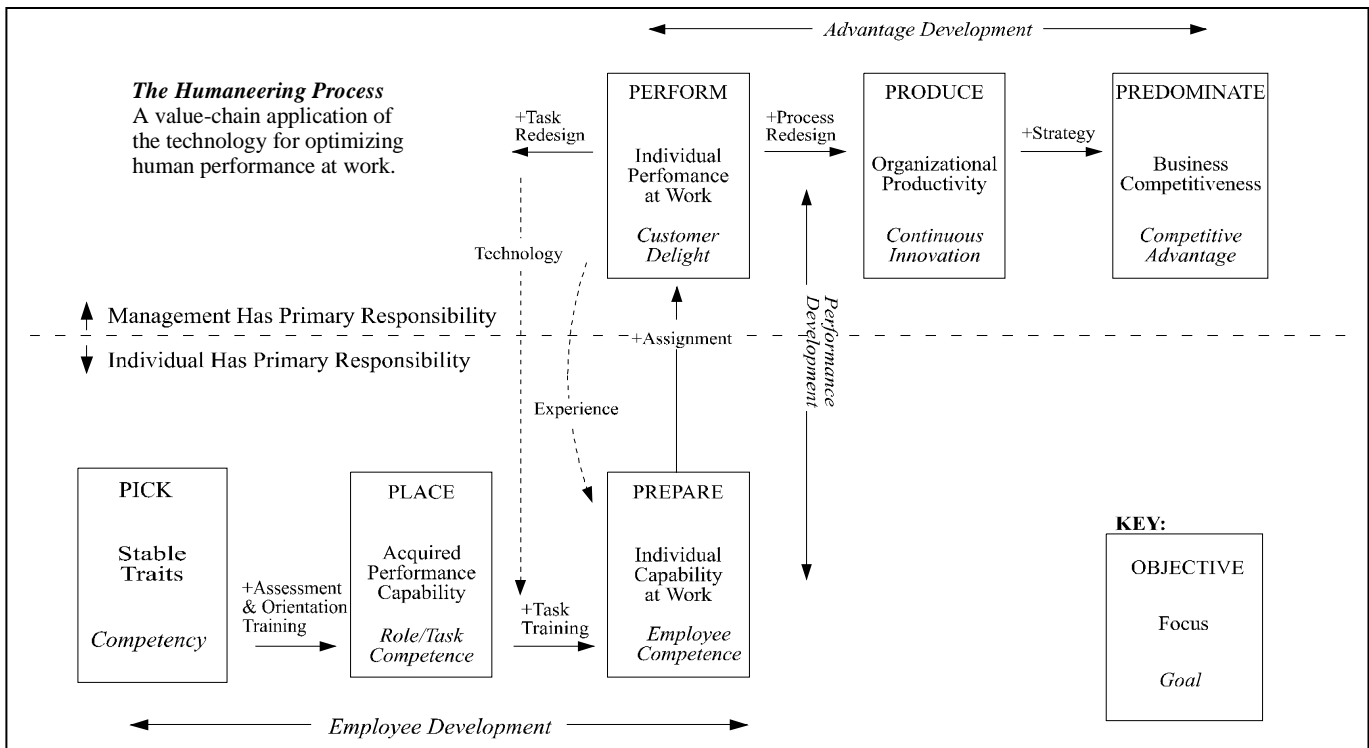 Advantage Development
The Humaneering Process
A value-chain application of
the technology for optimizing
human performance at work.
+Task
Redesign
PERFORM
Individual
Perfomance
at Work
Customer
Delight
+Process
Redesign
PRODUCE
Organizational
Productivity
Continuous
Innovation
+Strategy
PREDOMINATE
Business
Competitiveness
Competitive
Advantage
Technology
Management Has Primary Responsibility
Individual Has Primary Responsibility
+Assignment
Performance
Development
Experience
PICK
Stable
Traits
Competency
+Assessment
& Orientation
Training
PLACE
Acquired
Performance
Capability
Role/Task
Competence
+Task
Training
PREPARE
Individual
Capability
at Work
Employee
Competence
KEY:
OBJECTIVE
Focus
Goal
Employee Development